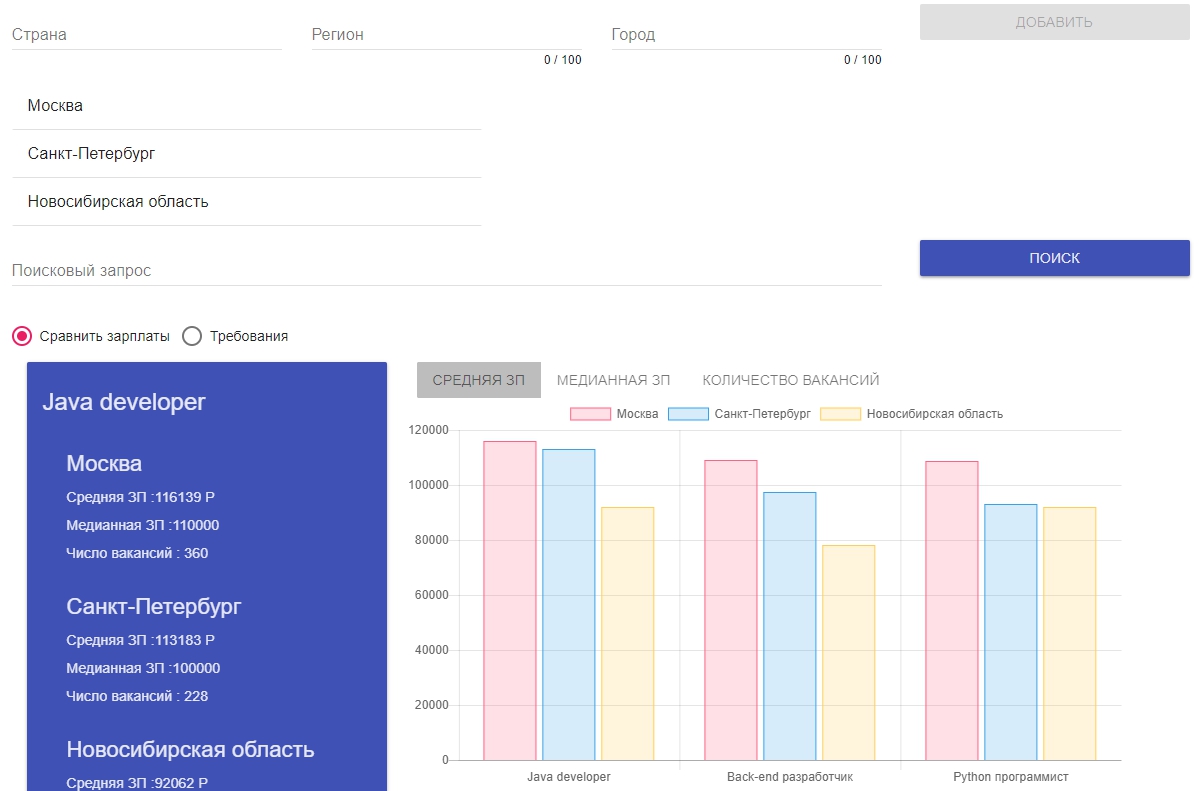 Страна
Регион
Город
ДОБАВИТЬ
0 / 100
0 / 100
Москва
Санкт-Петербург
Новосибирская область
Поисковый запрос
ПОИСК
Сравнить зарплаты
Требования
Java developer
Москва
Средняя ЗП :116139 Р
Медианная ЗП :110000
Число вакансий : 360
Санкт-Петербург
Средняя ЗП :113183 Р
Медианная ЗП :100000
Число вакансий : 228
Новосибирская область
Средняя ЗП :92062 Р
СРЕДНЯЯ ЗП
МЕДИАННАЯ ЗП
КОЛИЧЕСТВО ВАКАНСИЙ
Москва
Санкт-Петербург
Новосибирская область
120000
100000
80000
60000
40000
20000
0
Java developer
Back-end разработчик
Python программист